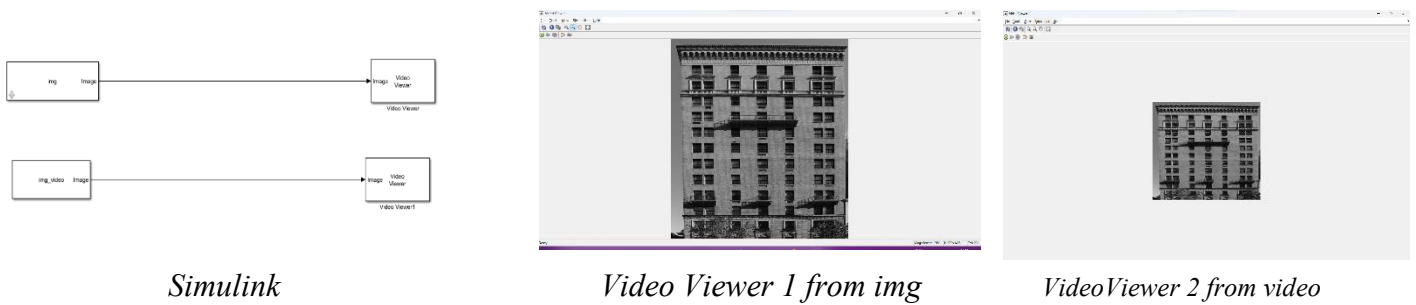 img Image
Image Video Viewer
Video Viewer
img_video Image
Image Video Viewer
Video Viewer1
Simulink
Video Viewer 1 from img
VideoViewer 2 from video